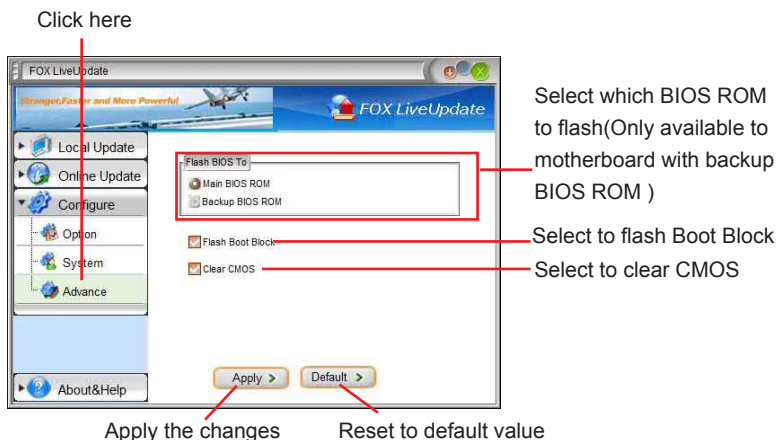 Click here
FOX LiveUpdate
Stronger,Faster and More Powerful
FOX LiveUpdate
Local Update
Online Update
Configure
Option
System
Advance
About&Help
Flash BIOS To
Main BIOS ROM
Backup BIOS ROM
Flash Boot Block
Clear CMOS
Apply >
Default >
Select which BIOS ROM
to flash(Only available to
motherboard with backup
BIOS ROM )
Select to flash Boot Block
Select to clear CMOS
Apply the changes
Reset to default value